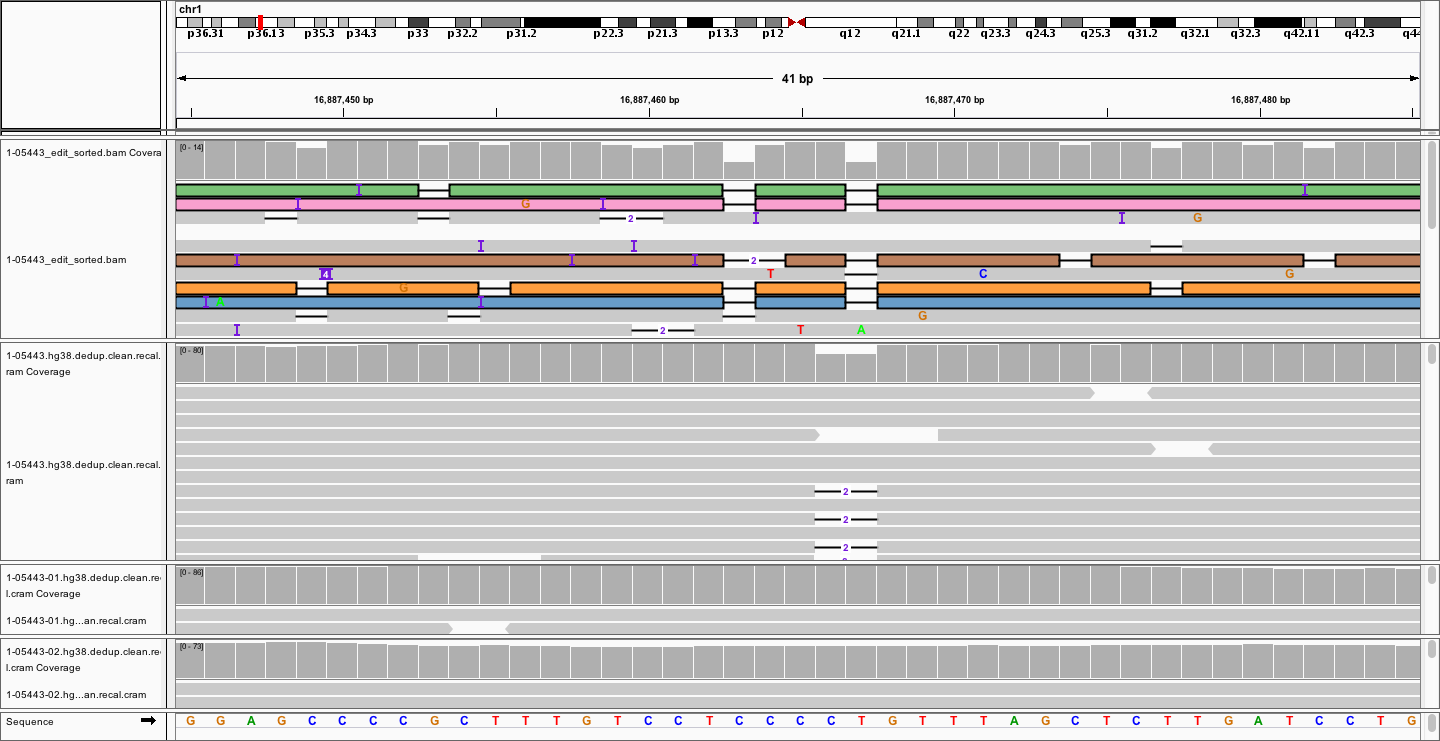 chr1
p36.31 p36.13 p35.3 p34.3 p33 p32.2 p31.2 p22.3 p21.3 p13.3 p12 q12 q21.1 q22 q23.3 q24.3 q25.3 q31.2 q32.1 q32.3 q42.11 q42.3 q44
41 bp
16,887,450 bp 16,887,460 bp 16,887,470 bp 16,887,480 bp
1-05443_edit_sorted.bam Covera
[0 - 14]
G
2 G
1-05443_edit_sorted.bam
2
4 T C G
G
A
G
2 T A
1-05443.hg38.dedup.clean.recal.
ram Coverage
[0 - 80]
1-05443.hg38.dedup.clean.recal.
ram
2
2
2
1-05443-01.hg38.dedup.clean.re
l.cram Coverage
[0 - 86]
1-05443-01.hg...an.recal.cram
1-05443-02.hg38.dedup.clean.re
l.cram Coverage
[0 - 73]
1-05443-02.hg...an.recal.cram
Sequence G G A G C C C C G C T T T G T C C T C C C C T G T T T A G C T C T T G A T C C T G